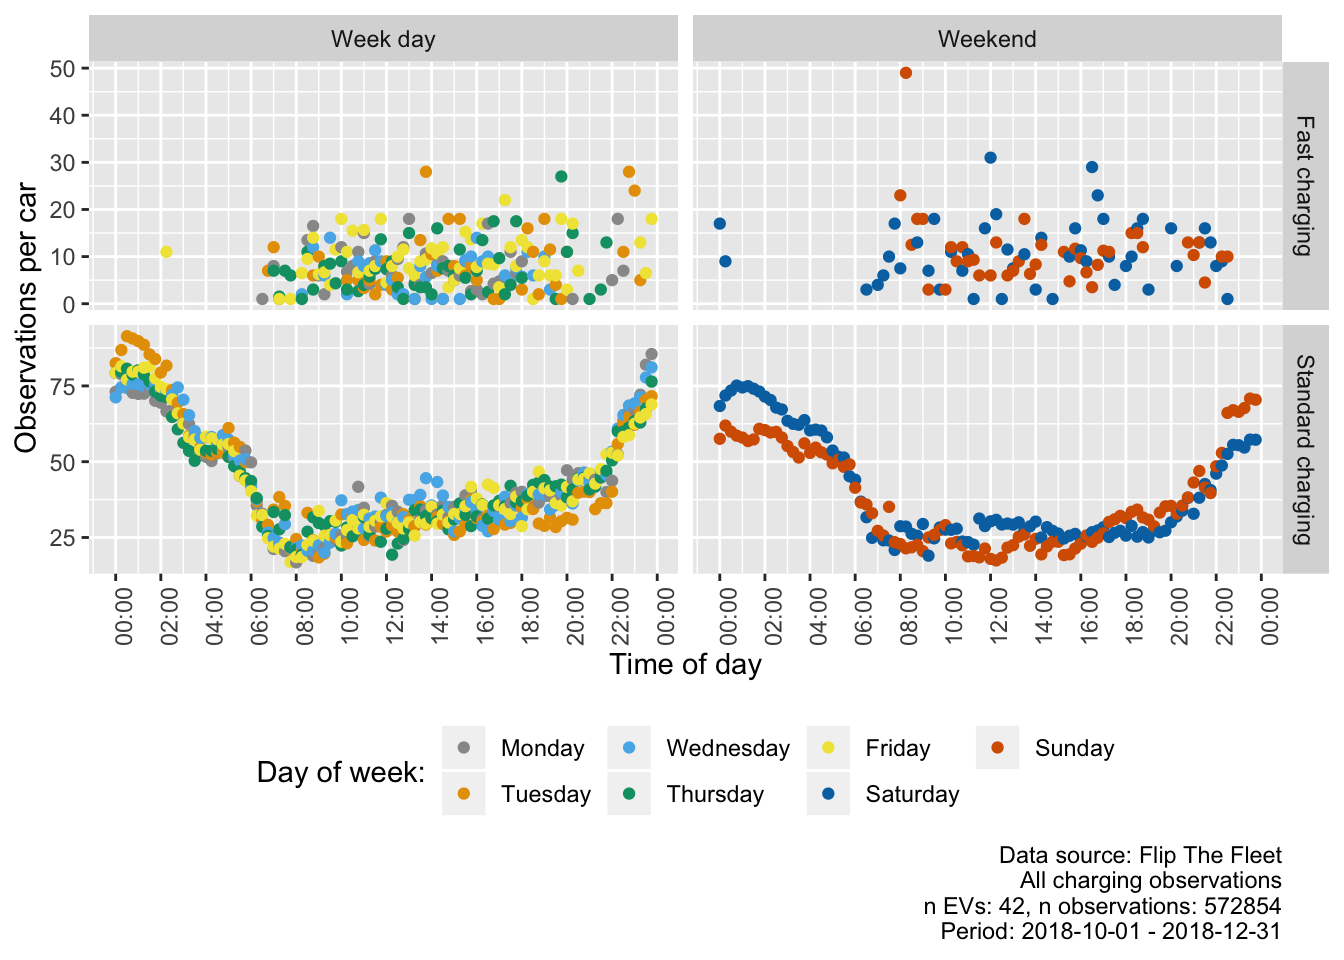 Week day
Weekend
Observations per car
50
40
30
20
10
0
Fast charging
75
50
25
Standard charging
00:00 02:00 04:00 06:00 08:00 10:00 12:00 14:00 16:00 18:00 20:00 22:00 00:00
00:00 02:00 04:00 06:00 08:00 10:00 12:00 14:00 16:00 18:00 20:00 22:00 00:00
Time of day
Day of week:
Monday Wednesday Friday Sunday
Tuesday Thursday Saturday
Data source: Flip The Fleet
All charging observations
n EVs: 42, n observations: 572854
Period: 2018-10-01 - 2018-12-31